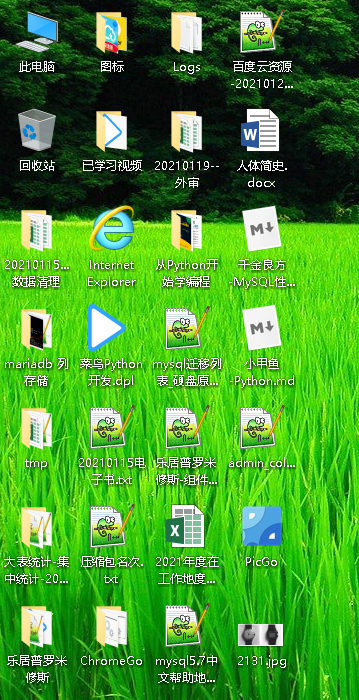 此电脑
图标
Logs
百度云资源
-2021012...
回收站
已学习视频
20210119--
外审
人体简史.
docx
20210115...
数据清理
Internet
Explorer
从Python开
始学编程
千金良方
-MySQL性...
mariadb 列
存储
菜鸟Python
开发.dpl
mysql迁移列
表_硬盘原...
小甲鱼
-Python.md
tmp
20210115电
子书.txt
乐居普罗米
修斯-组件...
admin_col...
大表统计-集
中统计-20...
压缩包名次.
txt
2021年度在
工作地度...
PicGo
乐居普罗米
修斯
ChromeGo
mysql5.7中
文帮助地...
2131.jpg